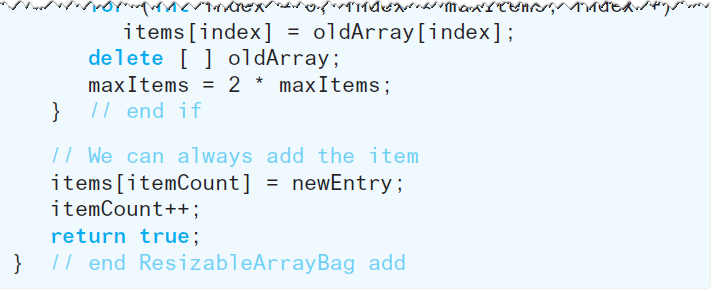 items[index] = oldArray[index];
delete [ ] oldArray;
maxItems = 2 * maxItems;
} // end if
// We can always add the item
items[itemCount] = newEntry;
itemCount++;
return true;
} // end ResizableArrayBag add